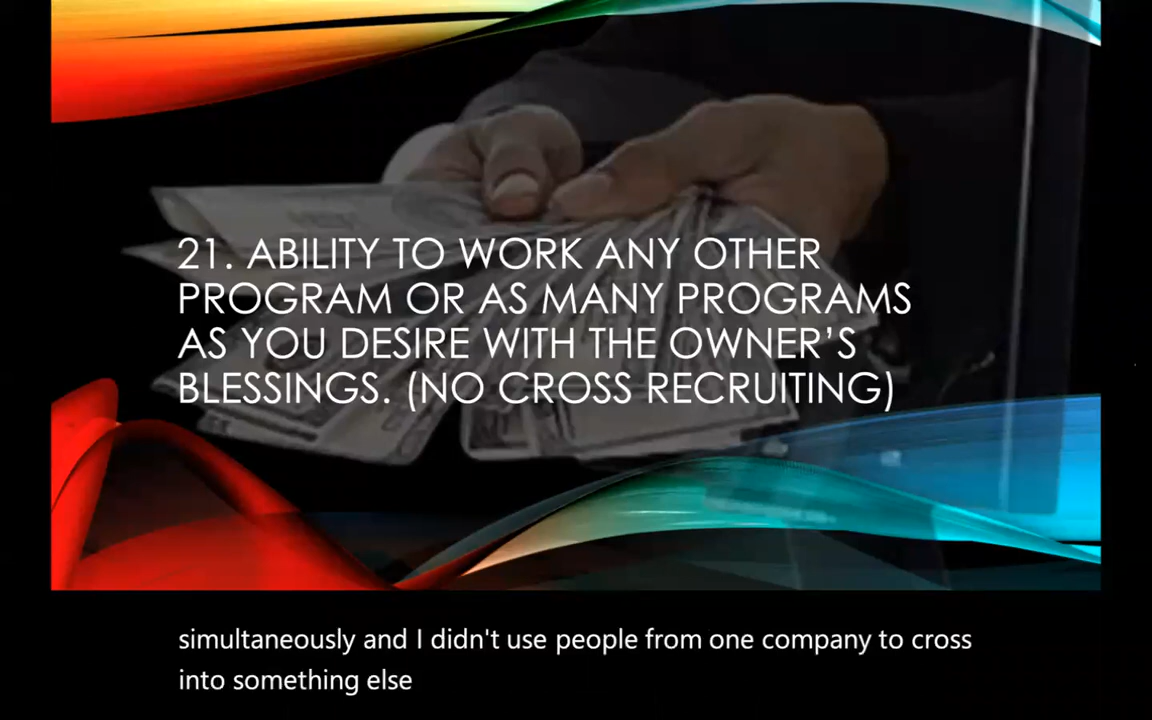 21. ABILITY TO WORK ANY OTHER
PROGRAM OR AS MANY PROGRAMS
AS YOU DESIRE WITH THE OWNER’S
BLESSINGS. (NO CROSS RECRUITING)
simultaneously and I didn't use people from one company to cross
into something else